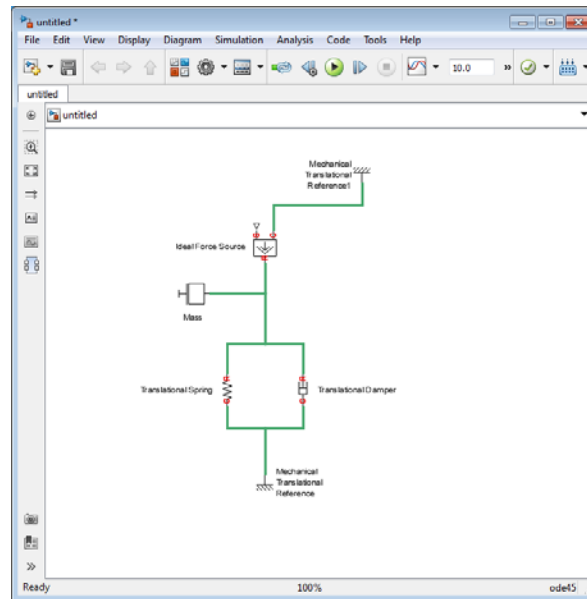 untitled *
File Edit View Display Diagram Simulation Analysis Code Tools Help
10.0 »
untitled
untitled
Mechanical
Translational
Reference1
Ideal Force Source
Mass
Translational Spring
Translational Damper
Mechanical
Translational
Reference
»
Ready 100% ode45